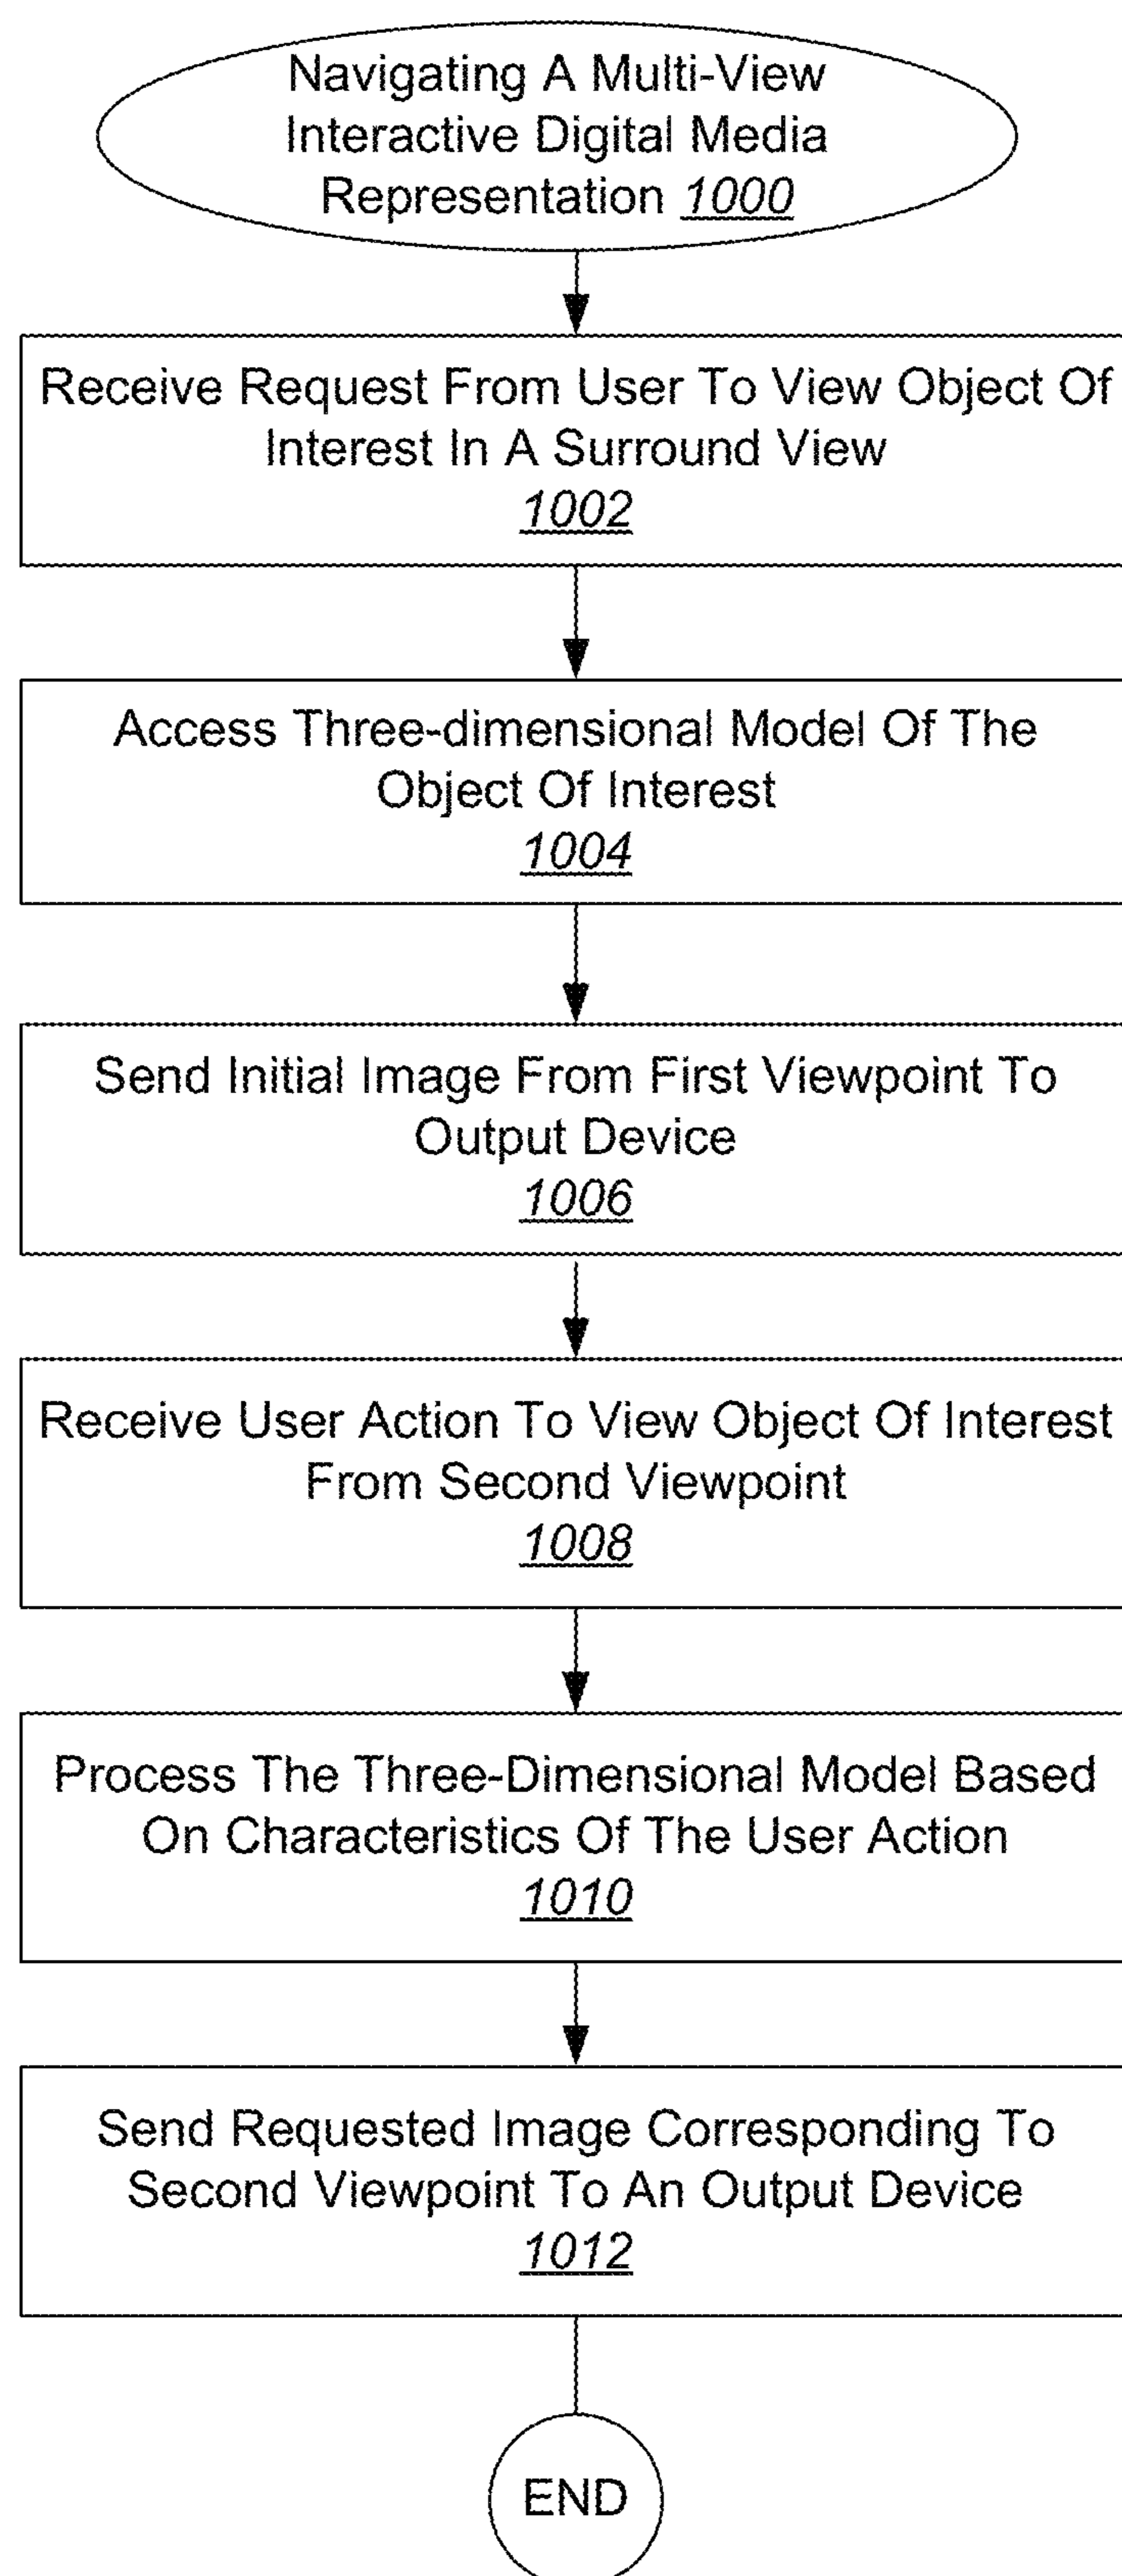 Navigating A Multi-View
Interactive Digital Media
Representation 1000
Receive Request From User To View Object Of
Interest In A Surround View
1002
Access Three-dimensional Model Of The
Object Of Interest
1004
Send Initial Image From First Viewpoint To
Output Device
1006
Receive User Action To View Object Of Interest
From Second Viewpoint
1008
Process The Three-Dimensional Model Based
On Characteristics Of The User Action
1010
Send Requested Image Corresponding To
Second Viewpoint To An Output Device
1012
END